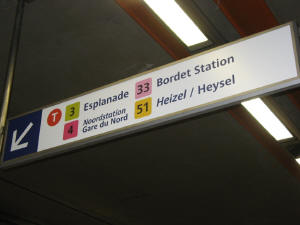 T 3 Esplanade 33 Bordet Station
4 Noordstation
Gare du Nord 51 Heizel / Heysel